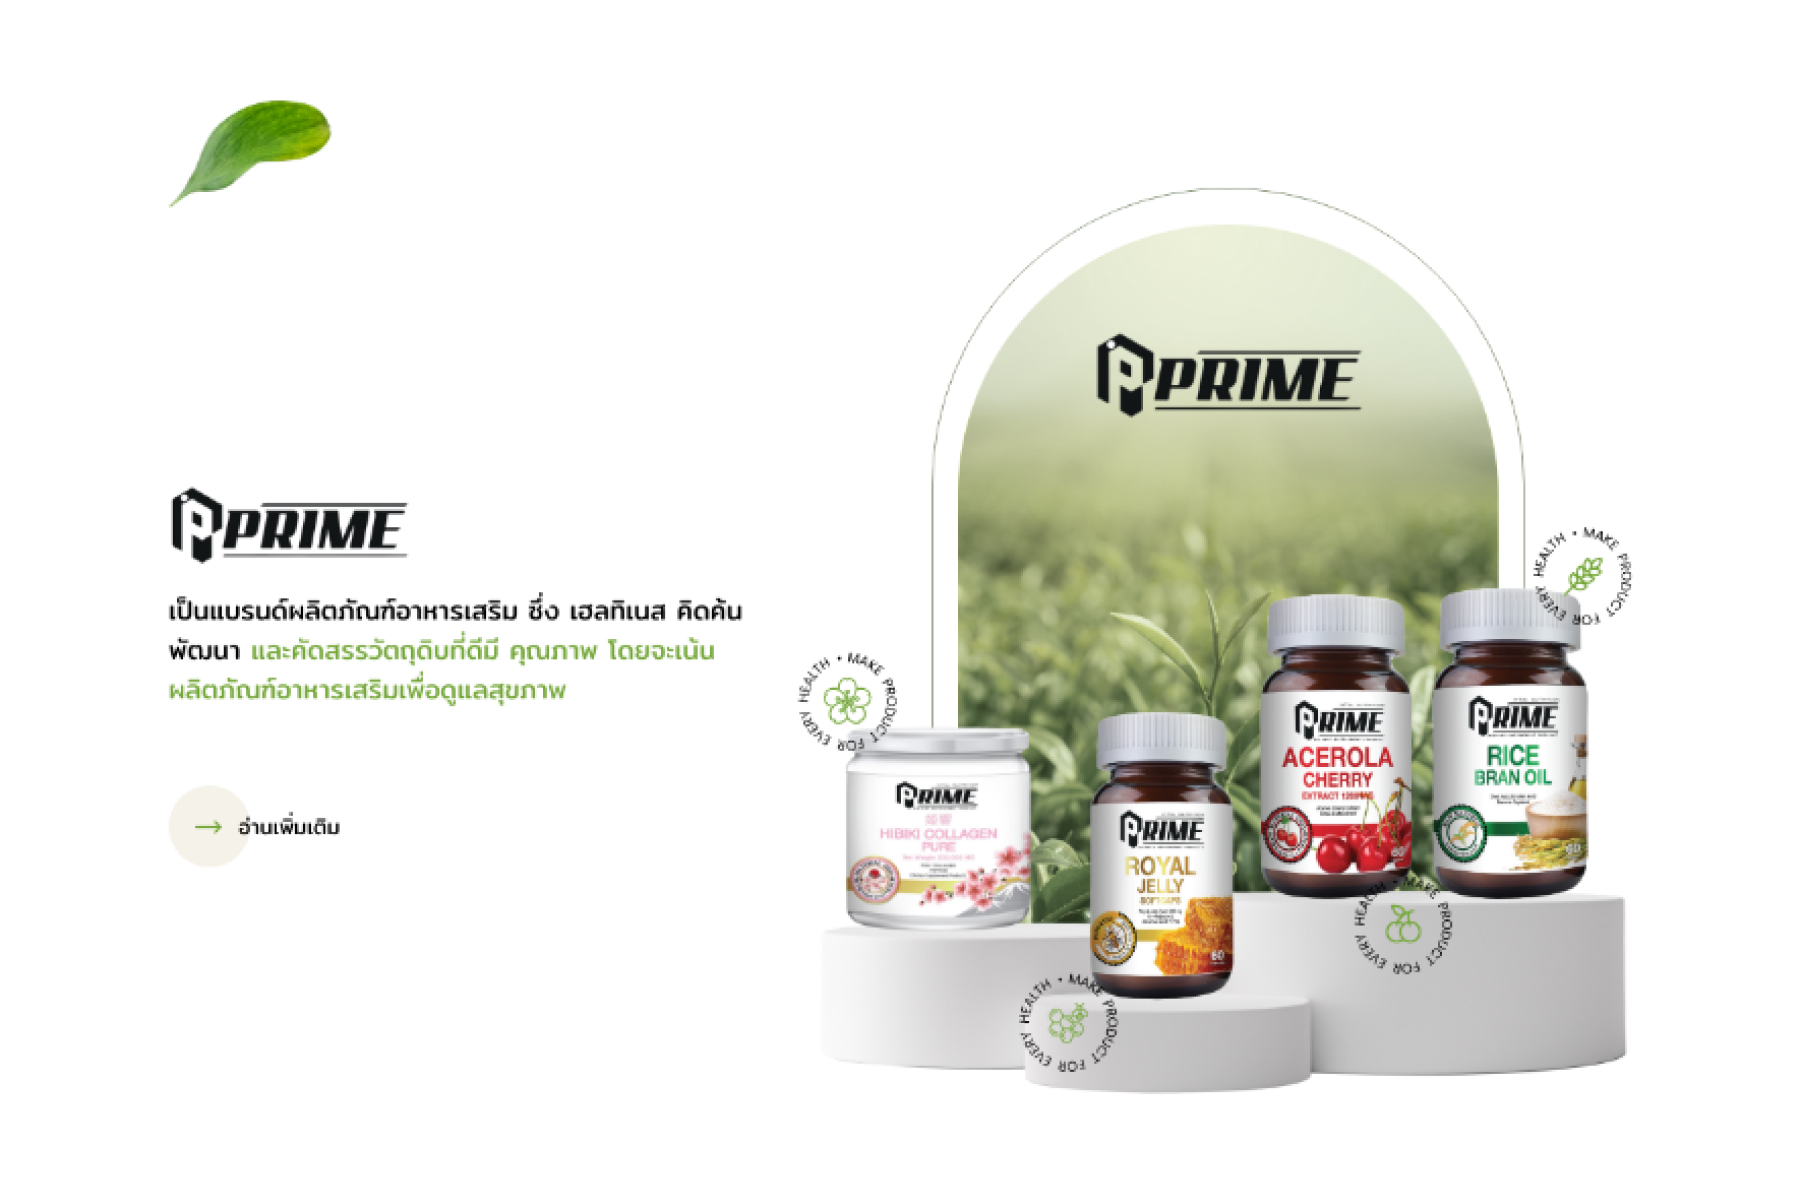 PRIME
PRIME
เป็นแบรนด์ผลิตภัณฑ์อาหารเสริม ซึ่ง เฮลทิเนส คิดค้น
พัฒนา และคัดสรรวัตถุดิบที่ดีมี คุณภาพ โดยจะเน้น
ผลิตภัณฑ์อาหารเสริมเพื่อดูแลสุขภาพ
อ่านเพิ่มเติม
MAKE PRODUCT FOR EVERY HEALTH •
PRIME
HIBIKI COLLAGEN
PURE
MAKE PRODUCT FOR EVERY HEALTH •
PRIME
ROYAL
JELLY
SOFTGAPS
60
PRIME
ACEROLA
CHERRY
60
MAKE PRODUCT FOR EVERY HEALTH •
PRIME
RICE
BRAN OIL
60
MAKE PRODUCT FOR EVERY HEALTH •